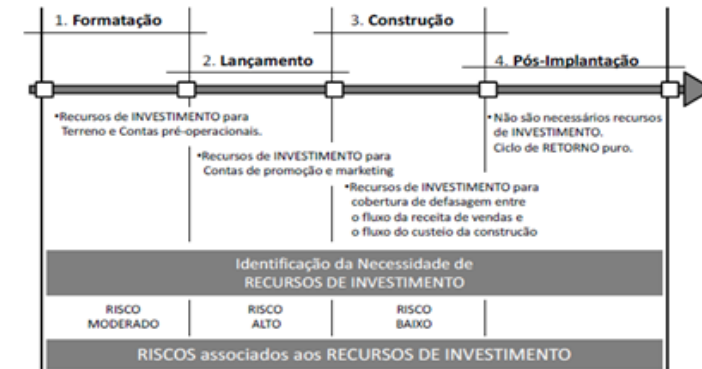 1. Formatação
2. Lançamento
3. Construção
4. Pós-Implantação
•Recursos de INVESTIMENTO para
Terreno e Contas pré-operacionais.
•Recursos de INVESTIMENTO para
Contas de promoção e marketing
•Recursos de INVESTIMENTO para
cobertura de defasagem entre
o fluxo da receita de vendas e
o fluxo do custeio da construcão
•Não são necessários recursos
de INVESTIMENTO.
Ciclo de RETORNO puro.
Identificação da Necessidade de
RECURSOS DE INVESTIMENTO
RISCO
MODERADO
RISCO
ALTO
RISCO
BAIXO
RISCOS associados aos RECURSOS DE INVESTIMENTO